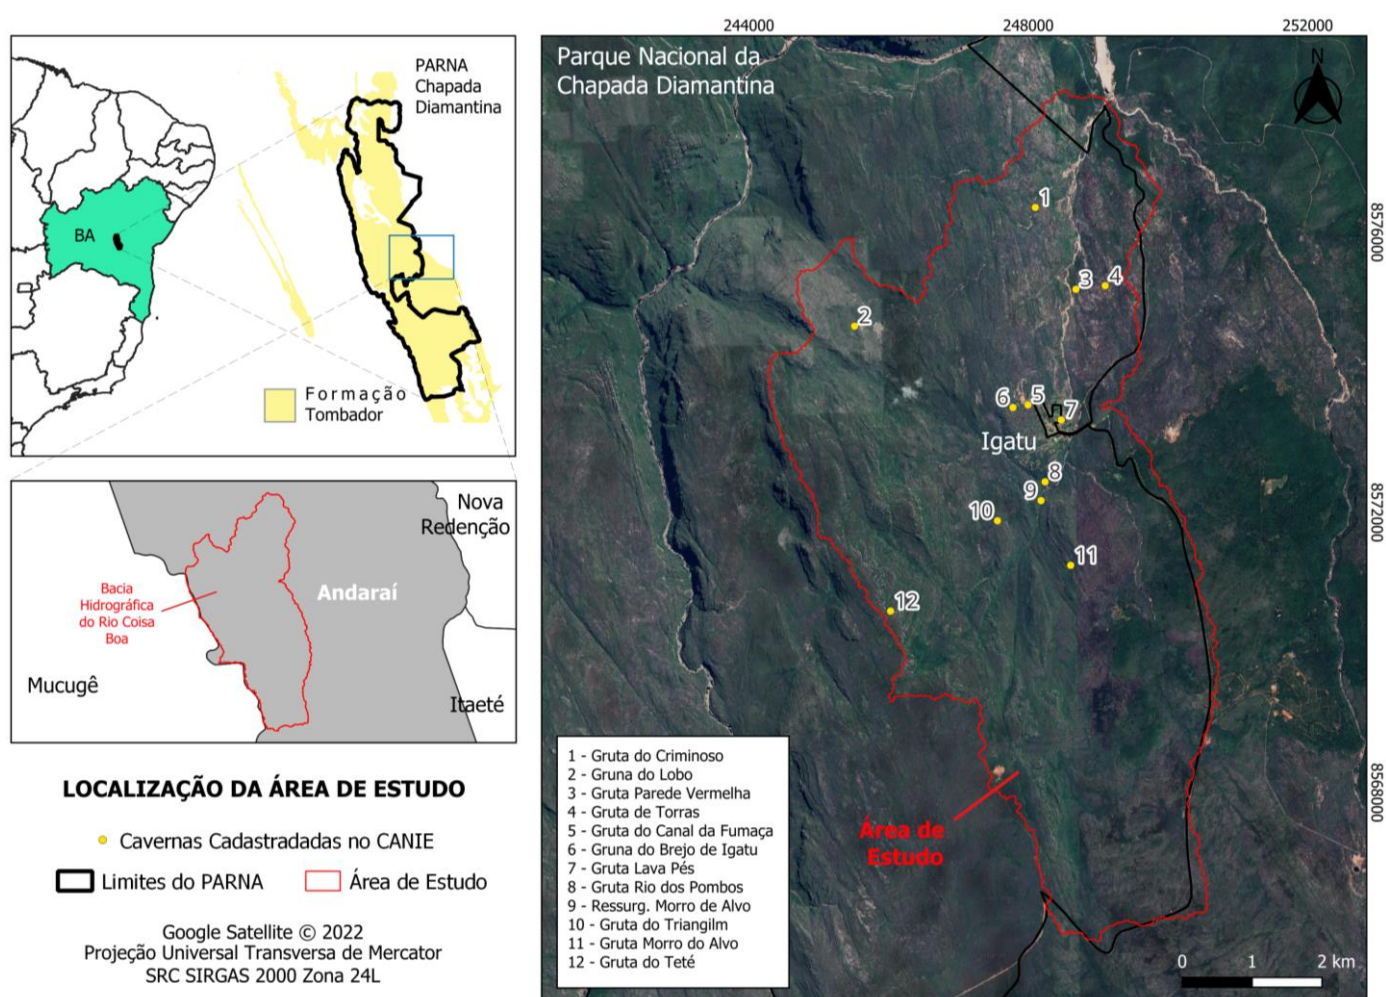 PARNA
Chapada
Diamantina
BA
Formação
Tombador
Nova
Redenção
Bacia
Hidrográfica
do Rio Coisa
Boa
Andaraí
Mucugê
Itaeté
LOCALIZAÇÃO DA ÁREA DE ESTUDO
Cavernas Cadastradadas no CANIE
Limites do PARNA
Área de Estudo
Google Satellite © 2022
Projeção Universal Transversa de Mercator
SRC SIRGAS 2000 Zona 24L
244000
248000
252000
Parque Nacional da
Chapada Diamantina
N
8576000
8572000
8568000
1
2
3
4
5
6
7
Igatu
8
9
10
11
12
Área de
Estudo
1 - Gruta do Criminoso
2 - Gruna do Lobo
3 - Gruta Parede Vermelha
4 - Gruta de Torras
5 - Gruta do Canal da Fumaça
6 - Gruna do Brejo de Igatu
7 - Gruta Lava Pés
8 - Gruta Rio dos Pombos
9 - Ressurg. Morro de Alvo
10 - Gruta do Triangilm
11 - Gruta Morro do Alvo
12 - Gruta do Teté
0 1 2 km